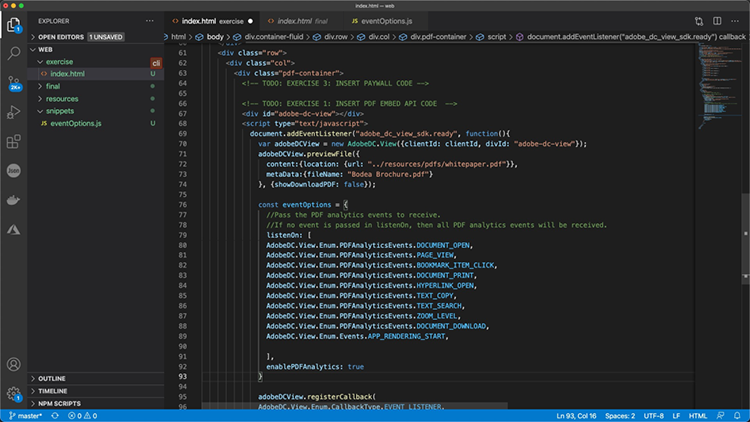 index.html — web
EXPLORER
index.html exercise
index.html final
eventOptions.js
OPEN EDITORS 1 UNSAVED
html body div.container-fluid div.row div.col div.pdf-container script document.addEventListener("adobe_dc_view_sdk.ready") callback
WEB
exercise
cli
index.html U
final
resources
snippets
eventOptions.js U
2K+
Json
61 <div class="row">
62 <div class="col">
63 <div class="pdf-container">
64 <!-- TODO: EXERCISE 3: INSERT PAYWALL CODE -->
65
66 <!-- TODO: EXERCISE 1: INSERT PDF EMBED API CODE -->
67 <div id="adobe-dc-view"></div>
68 <script type="text/javascript">
69 document.addEventListener("adobe_dc_view_sdk.ready", function(){
70 var adobeDCView = new AdobeDC.View({clientId: clientId, divId: "adobe-dc-view"});
71 adobeDCView.previewFile({
72 content:{location: {url: "../resources/pdfs/whitepaper.pdf"}},
73 metaData:{fileName: "Bodea Brochure.pdf"}
74 }, {showDownloadPDF: false});
75
76 const eventOptions = {
77 //Pass the PDF analytics events to receive.
78 //If no event is passed in listenOn, then all PDF analytics events will be received.
79 listenOn: [
80 AdobeDC.View.Enum.PDFAnalyticsEvents.DOCUMENT_OPEN,
81 AdobeDC.View.Enum.PDFAnalyticsEvents.PAGE_VIEW,
82 AdobeDC.View.Enum.PDFAnalyticsEvents.BOOKMARK_ITEM_CLICK,
83 AdobeDC.View.Enum.PDFAnalyticsEvents.DOCUMENT_PRINT,
84 AdobeDC.View.Enum.PDFAnalyticsEvents.HYPERLINK_OPEN,
85 AdobeDC.View.Enum.PDFAnalyticsEvents.TEXT_COPY,
86 AdobeDC.View.Enum.PDFAnalyticsEvents.TEXT_SEARCH,
87 AdobeDC.View.Enum.PDFAnalyticsEvents.ZOOM_LEVEL,
88 AdobeDC.View.Enum.PDFAnalyticsEvents.DOCUMENT_DOWNLOAD,
89 AdobeDC.View.Enum.Events.APP_RENDERING_START,
90
91 ],
92 enablePDFAnalytics: true
93 }
94
95 adobeDCView.registerCallback(
96 AdobeDC.View.Enum.CallbackType.EVENT_LISTENER,
OUTLINE
TIMELINE
NPM SCRIPTS
master* 0 0 Ln 93, Col 16 Spaces: 2 UTF-8 LF HTML